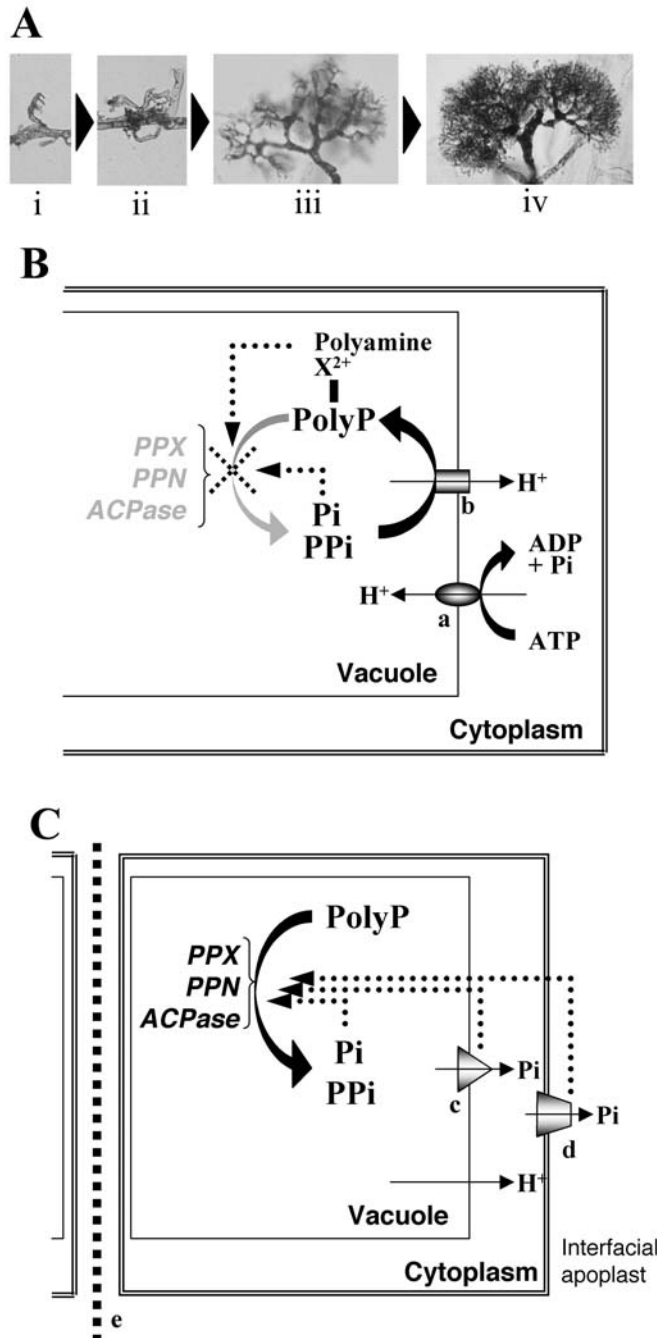 A
i
ii
iii
iv
B
Polyamine
X²⁺
PolyP
PPX
PPN
ACPase
Pi
PPi
b
H⁺
ADP
+ Pi
H⁺
a
ATP
Vacuole
Cytoplasm
C
PolyP
PPX
PPN
ACPase
Pi
PPi
Pi
c
Pi
d
H⁺
Vacuole
Interfacial
apoplast
Cytoplasm
e